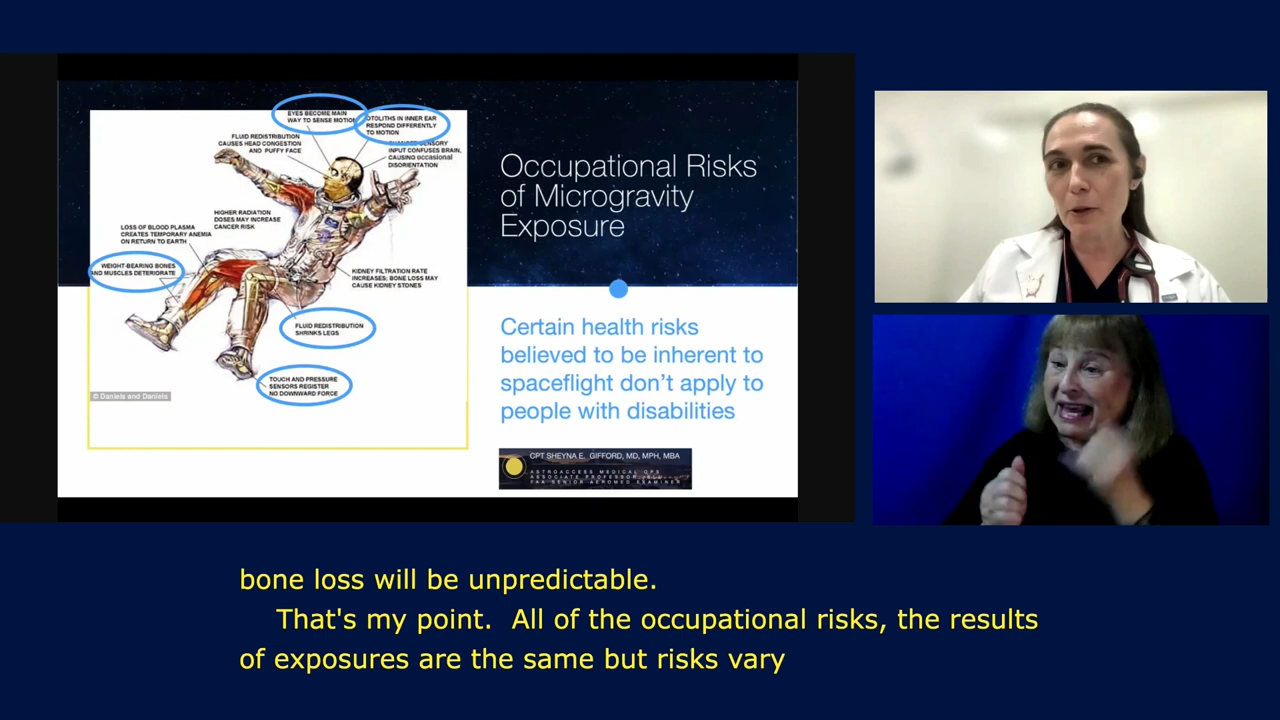 EYES BECOME MAIN
WAY TO SENSE MOTION
OTOLITHS IN INNER EAR
RESPOND DIFFERENTLY
TO MOTION
FLUID REDISTRIBUTION
CAUSES HEAD CONGESTION
AND PUFFY FACE
SENSORY
INPUT CONFUSES BRAIN,
CAUSING occasional
DISORIENTATION
HIGHER RADIATION
DOSES MAY INCREASE
CANCER RISK
LOSS OF BLOOD PLASMA
CREATES TEMPORARY ANEMIA
ON RETURN TO EARTH
WEIGHT-BEARING BONES
AND MUSCLES DETERIORATE
KIDNEY FILTRATION RATE
INCREASES; BONE LOSS MAY
CAUSE KIDNEY STONES
FLUID REDISTRIBUTION
SHRINKS LEGS
TOUCH AND PRESSURE
SENSORS REGISTER
NO DOWNWARD FORCE
© Daniels and Daniels
Occupational Risks
of Microgravity
Exposure
Certain health risks
believed to be inherent to
spaceflight don't apply to
people with disabilities
CPT SHEYNA E. GIFFORD, MD, MPH, MBA
ASTROACCESS MEDICAL OPS
ASSOCIATE PROFESSOR
FAA SENIOR AEROMED EXAMINER
bone loss will be unpredictable.
That's my point. All of the occupational risks, the results
of exposures are the same but risks vary